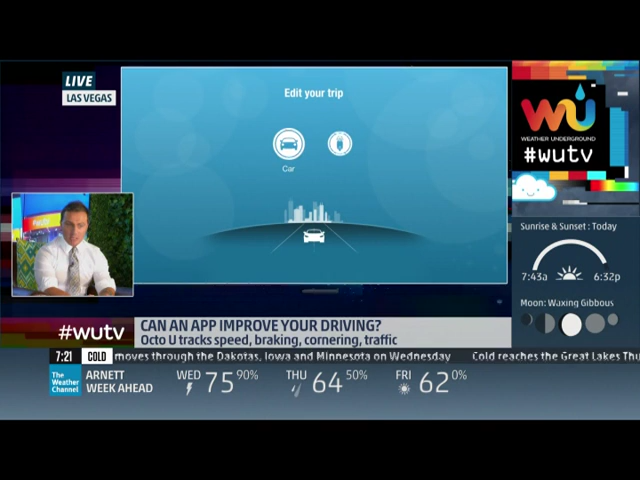 LIVE
LAS VEGAS
Edit your trip
Car
WU
WEATHER UNDERGROUND
#wutv
Sunrise & Sunset : Today
7:43a
6:32p
Moon: Waxing Gibbous
#wutv
CAN AN APP IMPROVE YOUR DRIVING?
Octo U tracks speed, braking, cornering, traffic
7:21
COLD
moves through the Dakotas, Iowa and Minnesota on Wednesday
Cold reaches the Great Lakes Thu
The
Weather
Channel
ARNETT
WEEK AHEAD
WED 75 90%
THU 64 50%
FRI 62 0%